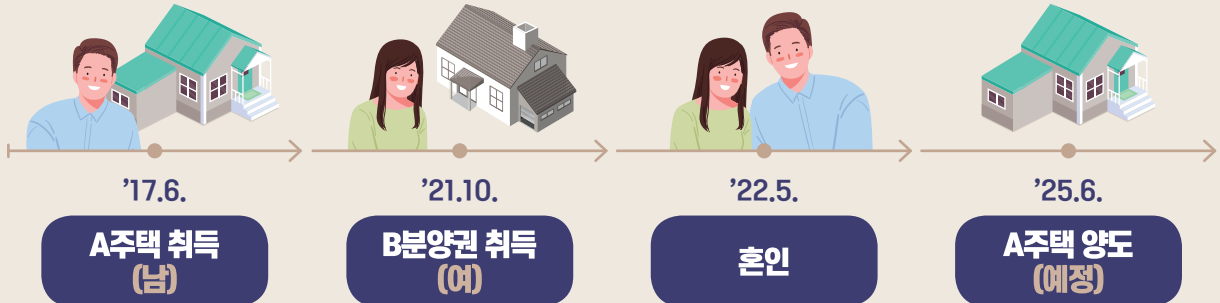 '17.6.
A주택 취득
(남)
'21.10.
B분양권 취득
(여)
'22.5.
혼인
'25.6.
A주택 양도
(예정)